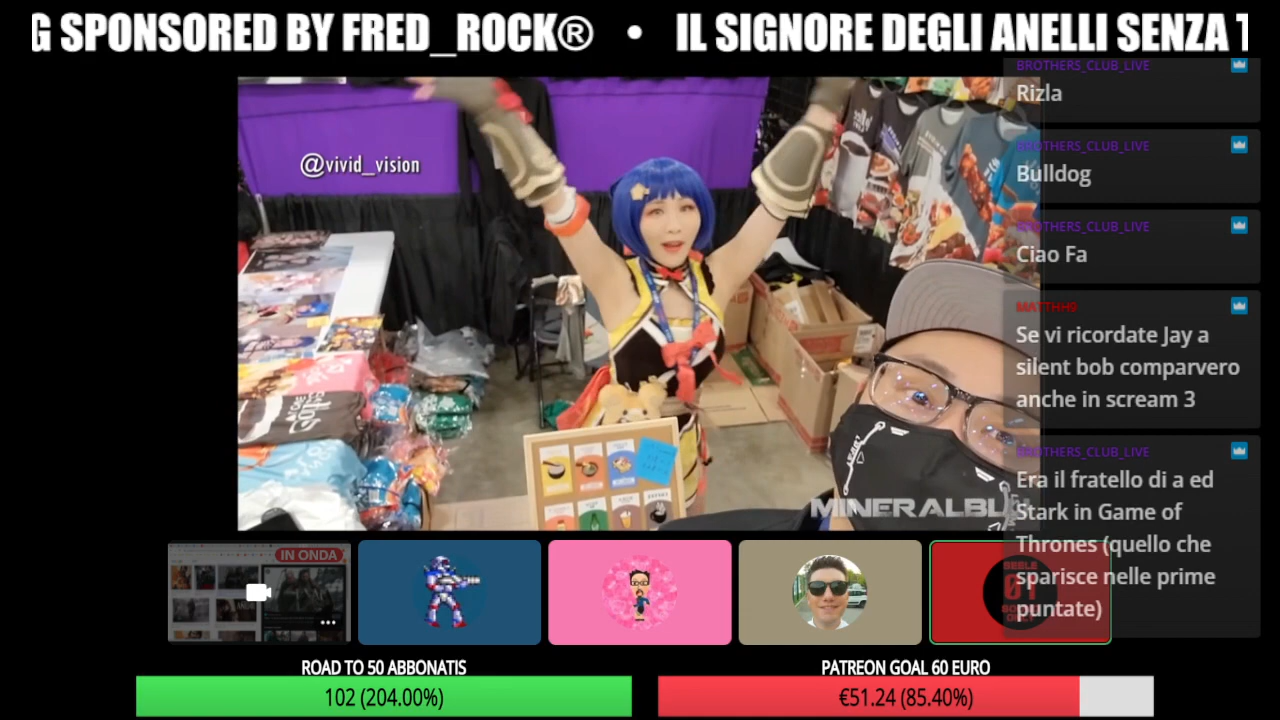 G SPONSORED BY FRED_ROCK® • IL SIGNORE DEGLI ANELLI SENZA T
@vivid_vision
MINERALBLU
BROTHERS_CLUB_LIVE
Rizla
BROTHERS_CLUB_LIVE
Bulldog
BROTHERS_CLUB_LIVE
Ciao Fa
MATTHH9
Se vi ricordate Jay a
silent bob comparvero
anche in scream 3
BROTHERS_CLUB_LIVE
Era il fratello di a ed
Stark in Game of
Thrones (quello che
sparisce nelle prime
puntate)
IN ONDA
ROAD TO 50 ABBONATIS
102 (204.00%)
PATREON GOAL 60 EURO
€51.24 (85.40%)